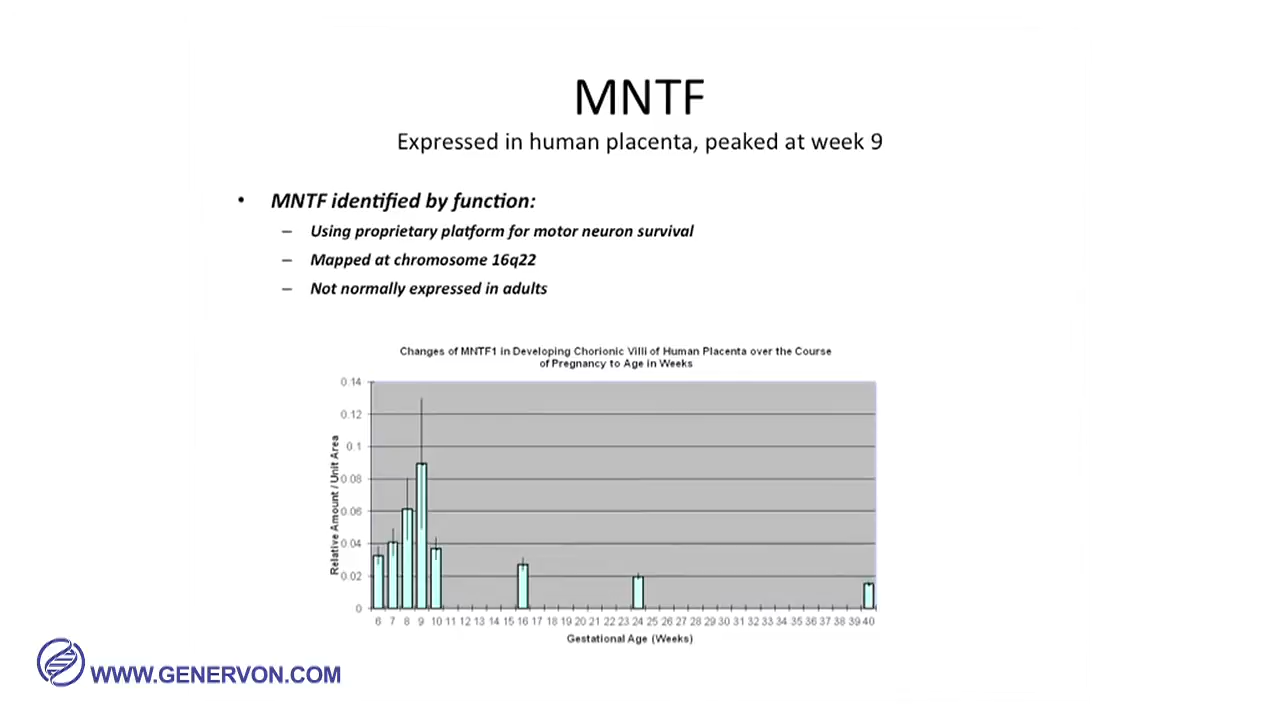 MNTF
Expressed in human placenta, peaked at week 9
• MNTF identified by function:
– Using proprietary platform for motor neuron survival
– Mapped at chromosome 16q22
– Not normally expressed in adults
Changes of MNTF1 in Developing Chorionic Villi of Human Placenta over the Course
of Pregnancy to Age in Weeks
Relative Amount / Unit Area
0.14
0.12
0.1
0.08
0.06
0.04
0.02
0
6 7 8 9 10 11 12 13 14 15 16 17 18 19 20 21 22 23 24 25 26 27 28 29 30 31 32 33 34 35 36 37 38 39 40
Gestational Age (Weeks)
WWW.GENERVON.COM